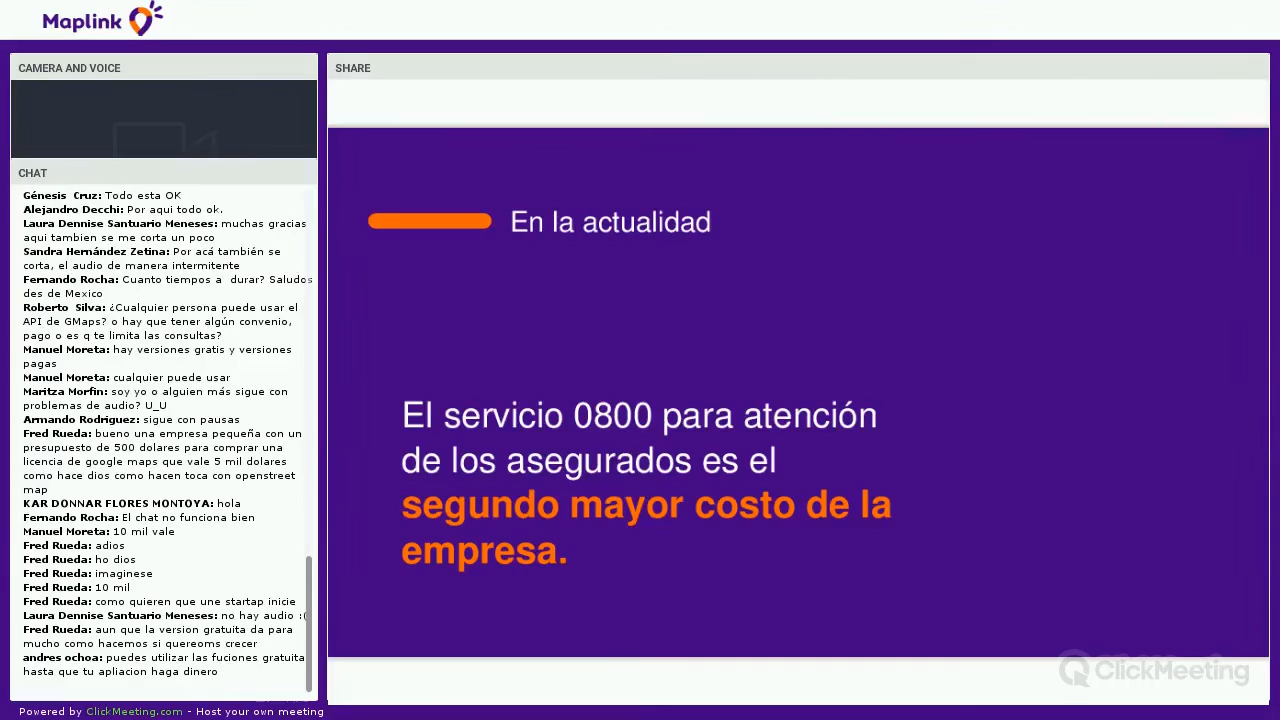 Maplink
CAMERA AND VOICE
CHAT
Génesis Cruz: Todo esta OK
Alejandro Decchi: Por aqui todo ok.
Laura Dennise Santuario Meneses: muchas gracias
aqui tambien se me corta un poco
Sandra Hernández Zetina: Por acá también se
corta, el audio de manera intermitente
Fernando Rocha: Cuanto tiempos a durar? Saludos
des de Mexico
Roberto Silva: ¿Cualquier persona puede usar el
API de GMaps? o hay que tener algún convenio,
pago o es q te limita las consultas?
Manuel Moreta: hay versiones gratis y versiones
pagas
Manuel Moreta: cualquier puede usar
Maritza Morfin: soy yo o alguien más sigue con
problemas de audio? U_U
Armando Rodriguez: sigue con pausas
Fred Rueda: bueno una empresa pequeña con un
presupuesto de 500 dolares para comprar una
licencia de google maps que vale 5 mil dolares
como hace dios como hacen toca con openstreet
map
KAR DONNAR FLORES MONTOYA: hola
Fernando Rocha: El chat no funciona bien
Manuel Moreta: 10 mil vale
Fred Rueda: adios
Fred Rueda: ho dios
Fred Rueda: imaginese
Fred Rueda: 10 mil
Fred Rueda: como quieren que une startap inicie
Laura Dennise Santuario Meneses: no hay audio :(
Fred Rueda: aun que la version gratuita da para
mucho como hacemos si quereoms crecer
andres ochoa: puedes utilizar las fuciones gratuita
hasta que tu apliacion haga dinero
SHARE
En la actualidad
El servicio 0800 para atención
de los asegurados es el
segundo mayor costo de la
empresa.
ClickMeeting
Powered by ClickMeeting.com - Host your own meeting